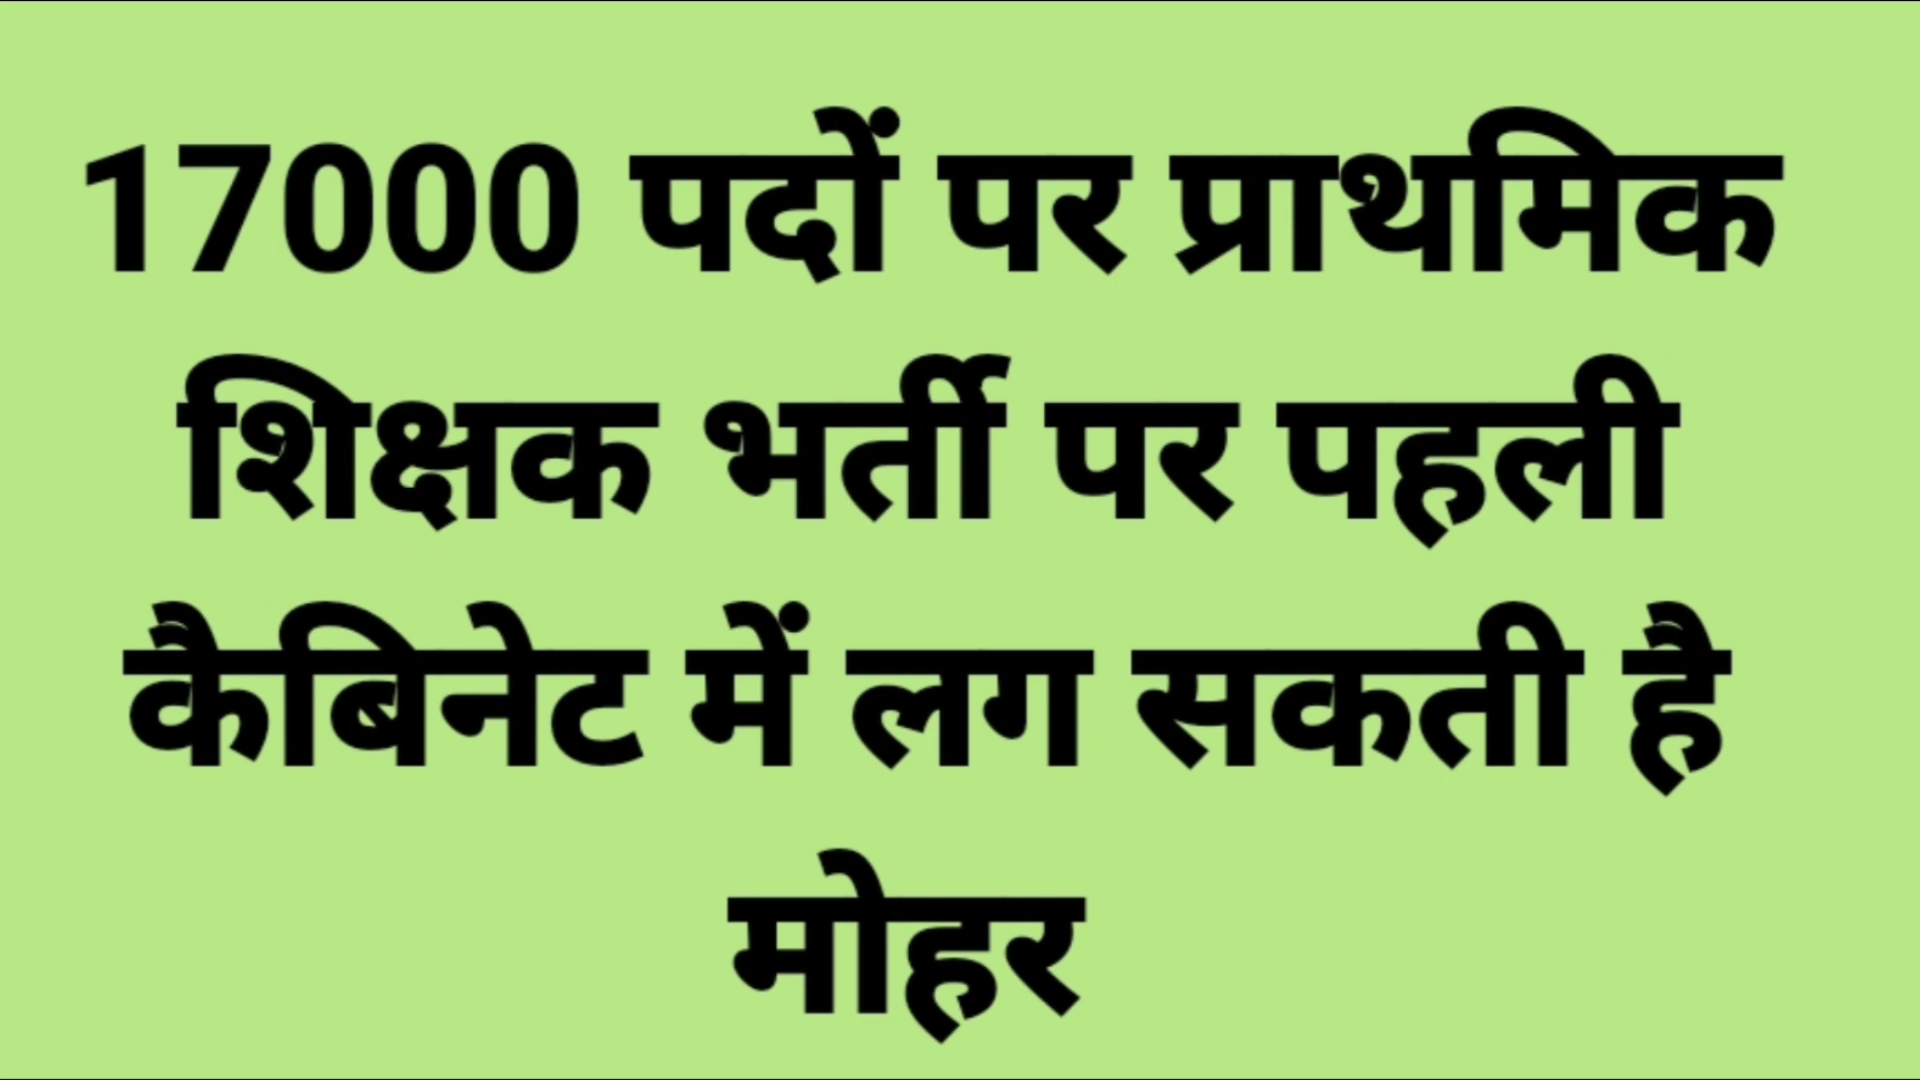 17000 पदों पर प्राथमिक
शिक्षक भर्ती पर पहली
कैबिनेट में लग सकती है
मोहर